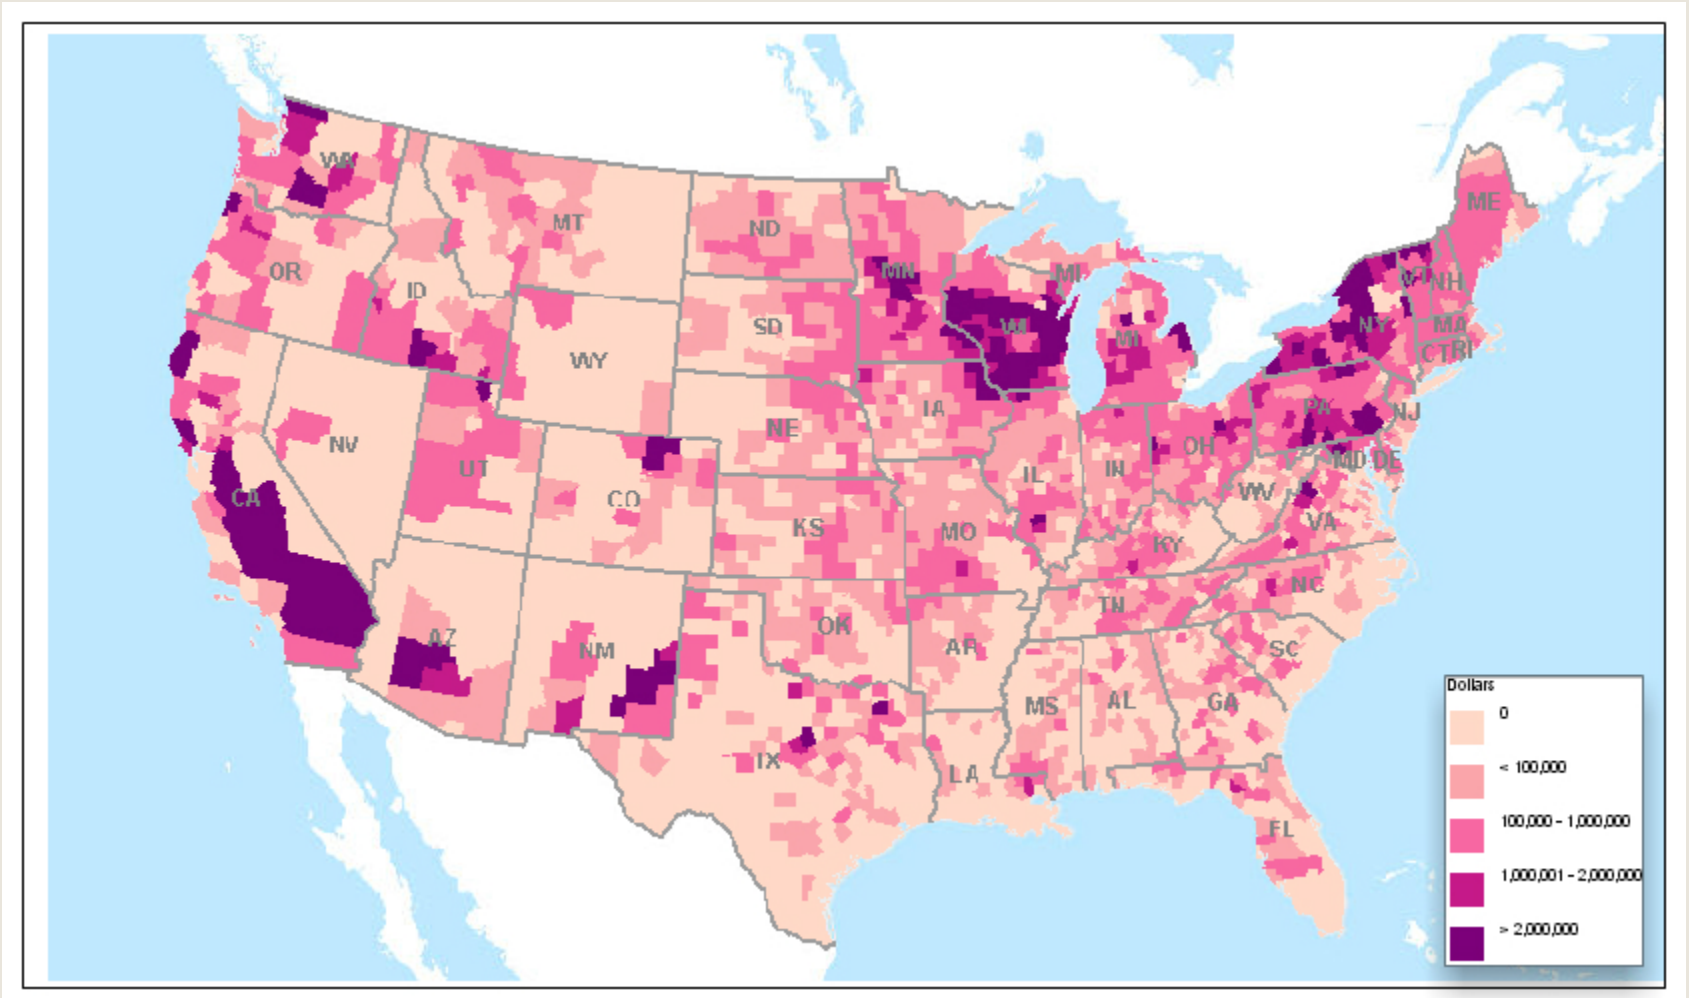 WA
ME
MT
ND
OR
MN
MI
VT
NH
ID
SD
WI
NY
MA
MI
WY
CT
RI
IA
PA
NJ
NE
NV
OH
UT
IL
IN
MD
DE
CA
CO
WV
KS
MO
VA
KY
NC
TN
AZ
OK
NM
AR
SC
MS
AL
GA
TX
LA
FL
Dollars
0
< 100,000
100,000 - 1,000,000
1,000,001 - 2,000,000
> 2,000,000